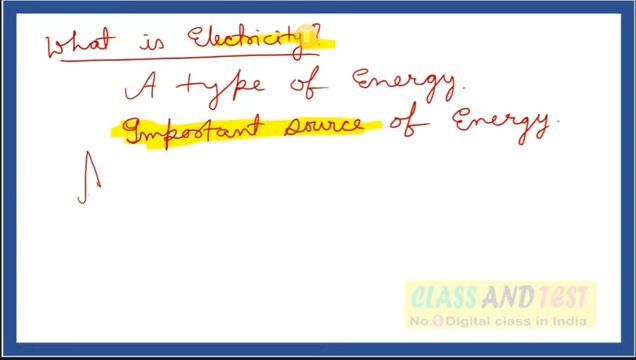 What is Electricity?
A type of Energy.
Important source of Energy.
CLASS AND TEST
No.1 Digital class in India